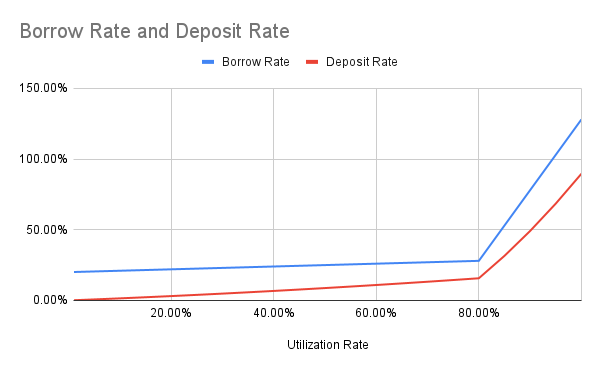 Borrow Rate and Deposit Rate
Borrow Rate Deposit Rate
150.00%
100.00%
50.00%
0.00%
20.00% 40.00% 60.00% 80.00%
Utilization Rate